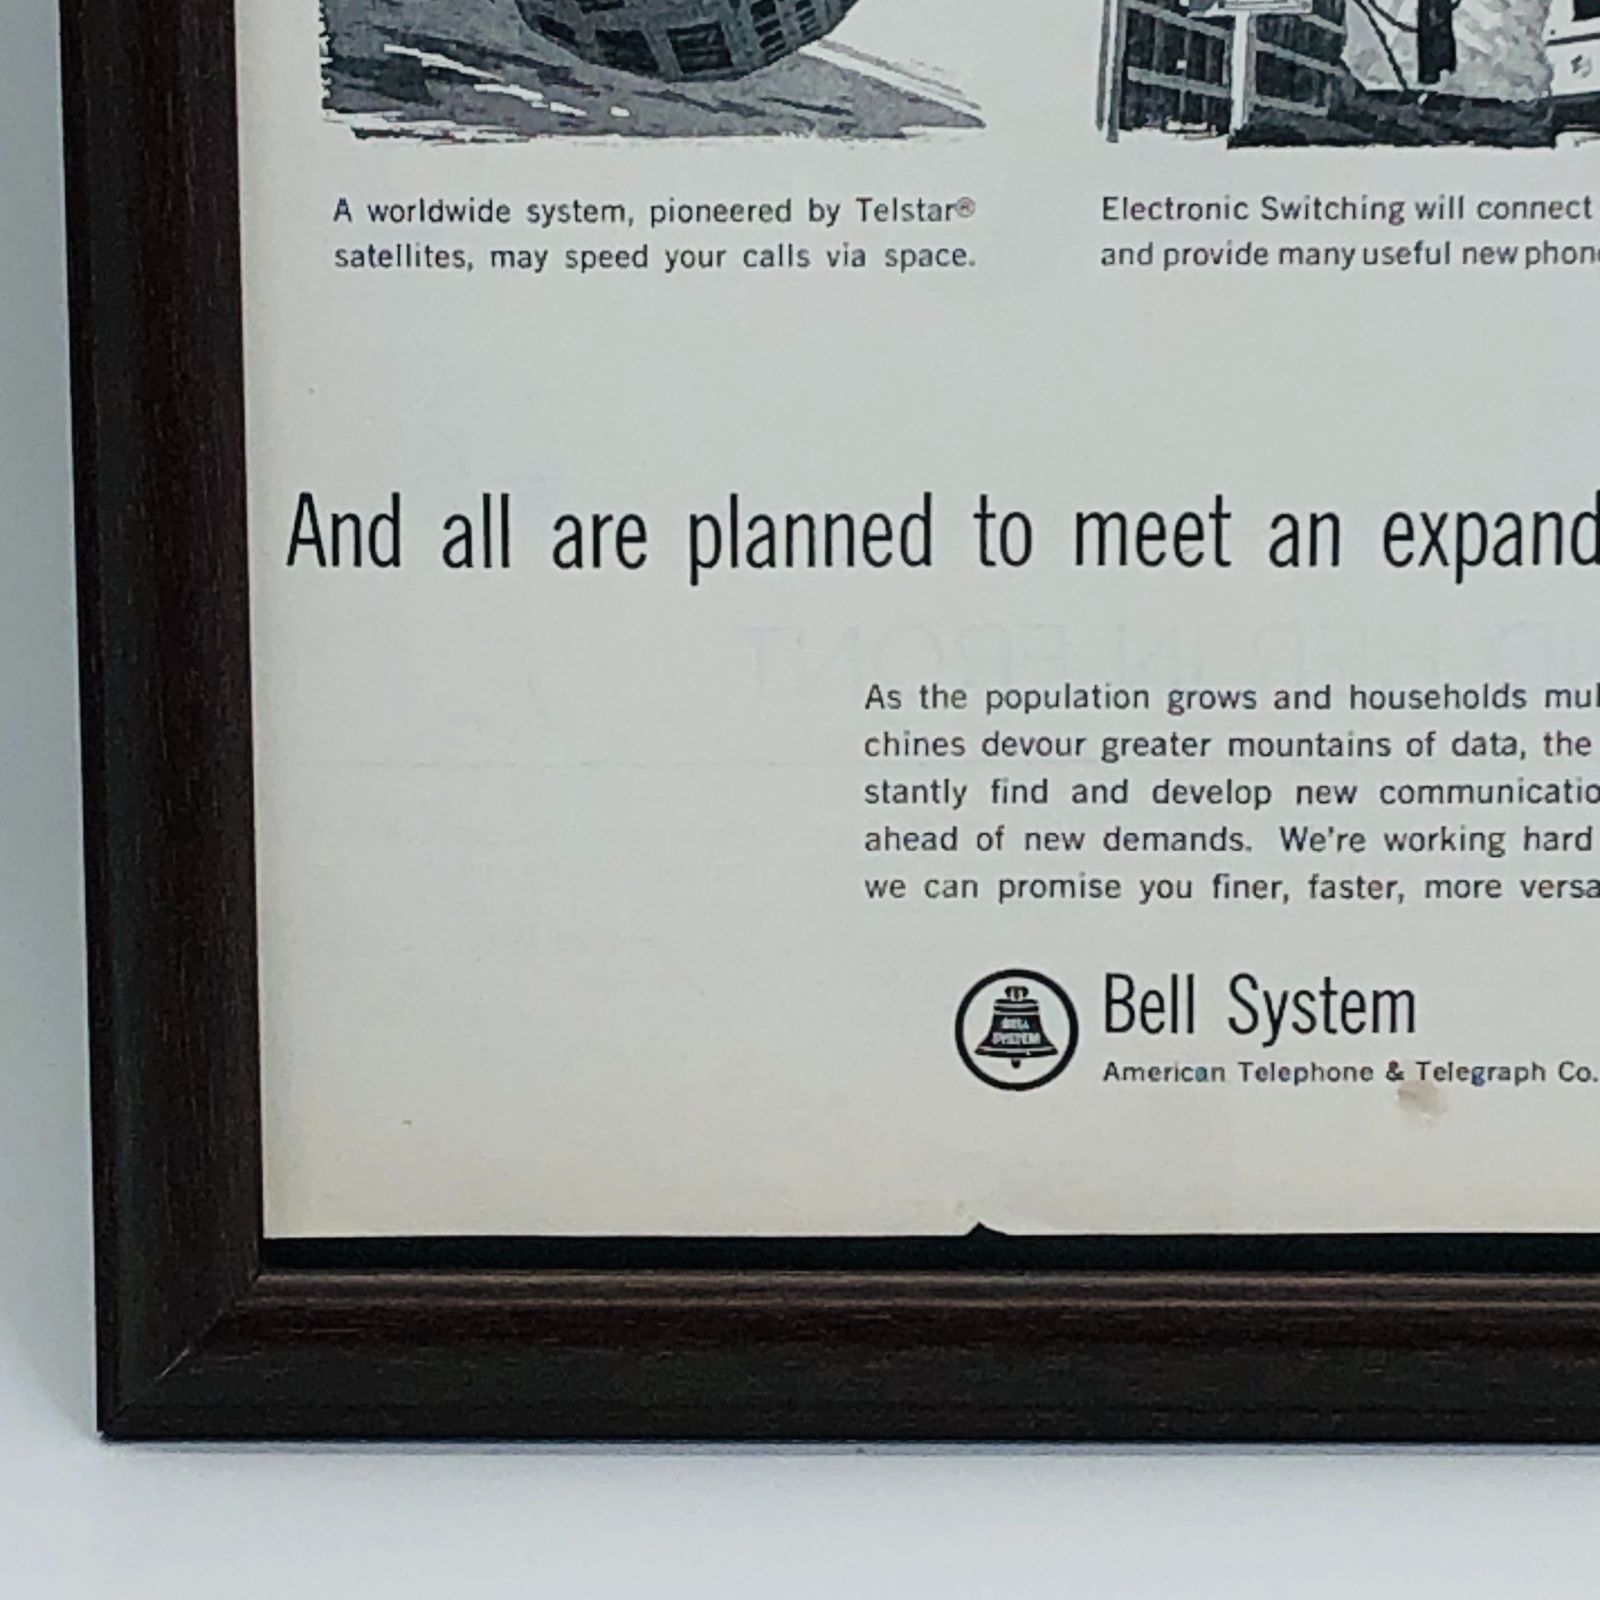 A worldwide system, pioneered by Telstar®
satellites, may speed your calls via space.
Electronic Switching will connect
and provide many useful new phon
And all are planned to meet an expand
As the population grows and households mul
chines devour greater mountains of data, the
stantly find and develop new communicatio
ahead of new demands. We're working hard
we can promise you finer, faster, more versa
BELL
SYSTEM
Bell System
American Telephone & Telegraph Co.